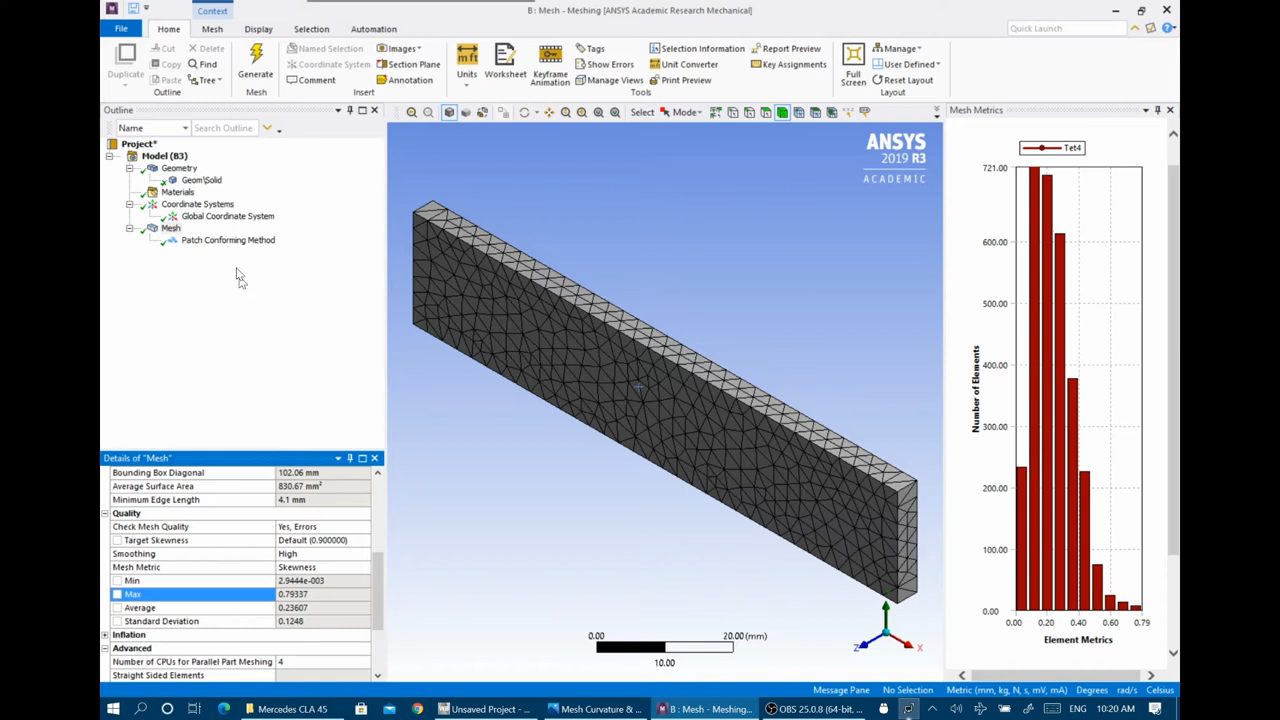 B : Mesh - Meshing [ANSYS Academic Research Mechanical]
Context
File Home Mesh Display Selection Automation
Quick Launch
Duplicate
Cut
Copy
Paste
Delete
Find
Tree
Outline
Generate
Mesh
Named Selection
Coordinate System
Comment
Images
Section Plane
Annotation
Insert
Units
Worksheet
Keyframe
Animation
Tags
Show Errors
Manage Views
Selection Information
Unit Converter
Print Preview
Report Preview
Key Assignments
Tools
Full
Screen
Manage
User Defined
Reset Layout
Layout
Outline
Name
Search Outline
Project*
Model (B3)
Geometry
Geom\Solid
Materials
Coordinate Systems
Global Coordinate System
Mesh
Patch Conforming Method
Select
Mode
ANSYS
2019 R3
ACADEMIC
0.00 20.00 (mm)
10.00
Y
Z
X
Mesh Metrics
Tet4
721.00
600.00
500.00
400.00
300.00
200.00
100.00
0.00
Number of Elements
0.00 0.20 0.40 0.60 0.79
Element Metrics
Details of "Mesh"
Bounding Box Diagonal 102.06 mm
Average Surface Area 830.67 mm²
Minimum Edge Length 4.1 mm
Quality
Check Mesh Quality Yes, Errors
Target Skewness Default (0.900000)
Smoothing High
Mesh Metric Skewness
Min 2.9444e-003
Max 0.79337
Average 0.23607
Standard Deviation 0.1248
Inflation
Advanced
Number of CPUs for Parallel Part Meshing 4
Straight Sided Elements
Message Pane No Selection Metric (mm, kg, N, s, mV, mA) Degrees rad/s Celsius
Mercedes CLA 45
Unsaved Project - ...
Mesh Curvature & ...
B : Mesh - Meshing...
OBS 25.0.8 (64-bit, ...
ENG 10:20 AM